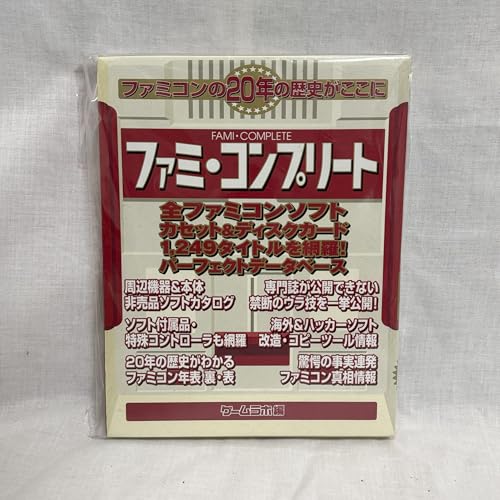 ファミコンの20年の歴史がここに
FAMI・COMPLETE
ファミ・コンプリート
全ファミコンソフト
カセット&ディスクカード
1,249タイトルを網羅!
パーフェクトデータベース
周辺機器&本体
非売品ソフトカタログ
専門誌が公開できない
禁断のウラ技を一挙公開!
ソフト付属品・
特殊コントローラも網羅
海外&ハッカーソフト
改造・コピーツール情報
20年の歴史がわかる
ファミコン年表 裏・表
驚愕の事実連発
ファミコン真相情報
ゲームラボ編